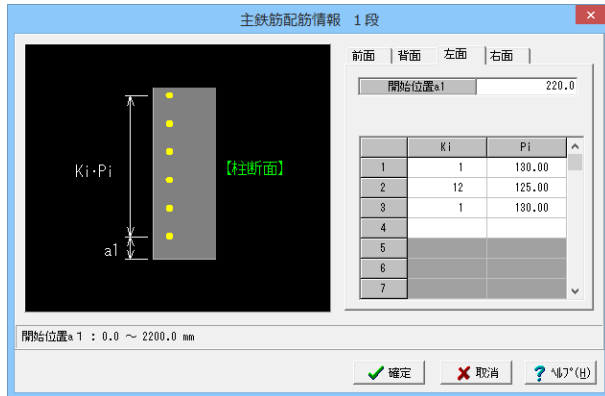 主鉄筋配筋情報 1段
前面 背面 左面 右面
開始位置a1 220.0
Ki・Pi
【柱断面】
a1
Ki Pi
1 1 130.00
2 12 125.00
3 1 130.00
4
5
6
7
開始位置a1 : 0.0 ～ 2200.0 mm
確定 取消 ? ﾍﾙﾌﾟ(H)